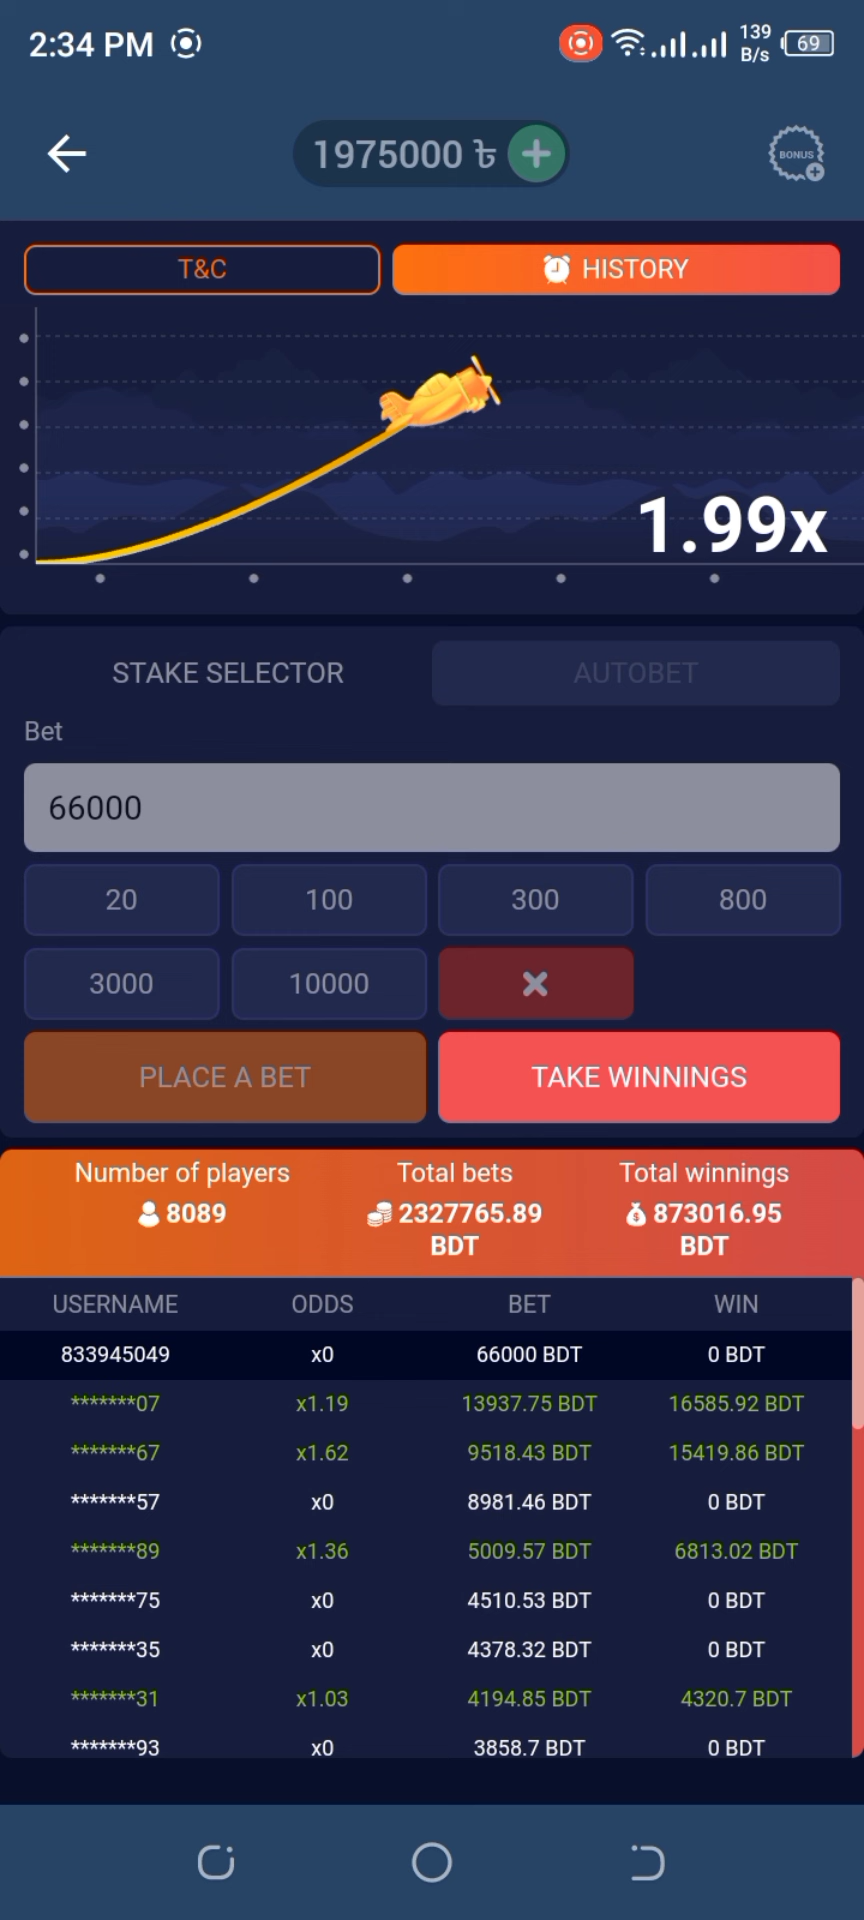 2:34 PM
139
B/s
69
1975000 ৳
BONUS
T&C
HISTORY
1.99x
STAKE SELECTOR
AUTOBET
Bet
66000
20 100 300 800
3000 10000
PLACE A BET
TAKE WINNINGS
Number of players Total bets Total winnings
8089 2327765.89 873016.95
BDT BDT
USERNAME ODDS BET WIN
833945049 x0 66000 BDT 0 BDT
*******07 x1.19 13937.75 BDT 16585.92 BDT
*******67 x1.62 9518.43 BDT 15419.86 BDT
*******57 x0 8981.46 BDT 0 BDT
*******89 x1.36 5009.57 BDT 6813.02 BDT
*******75 x0 4510.53 BDT 0 BDT
*******35 x0 4378.32 BDT 0 BDT
*******31 x1.03 4194.85 BDT 4320.7 BDT
*******93 x0 3858.7 BDT 0 BDT